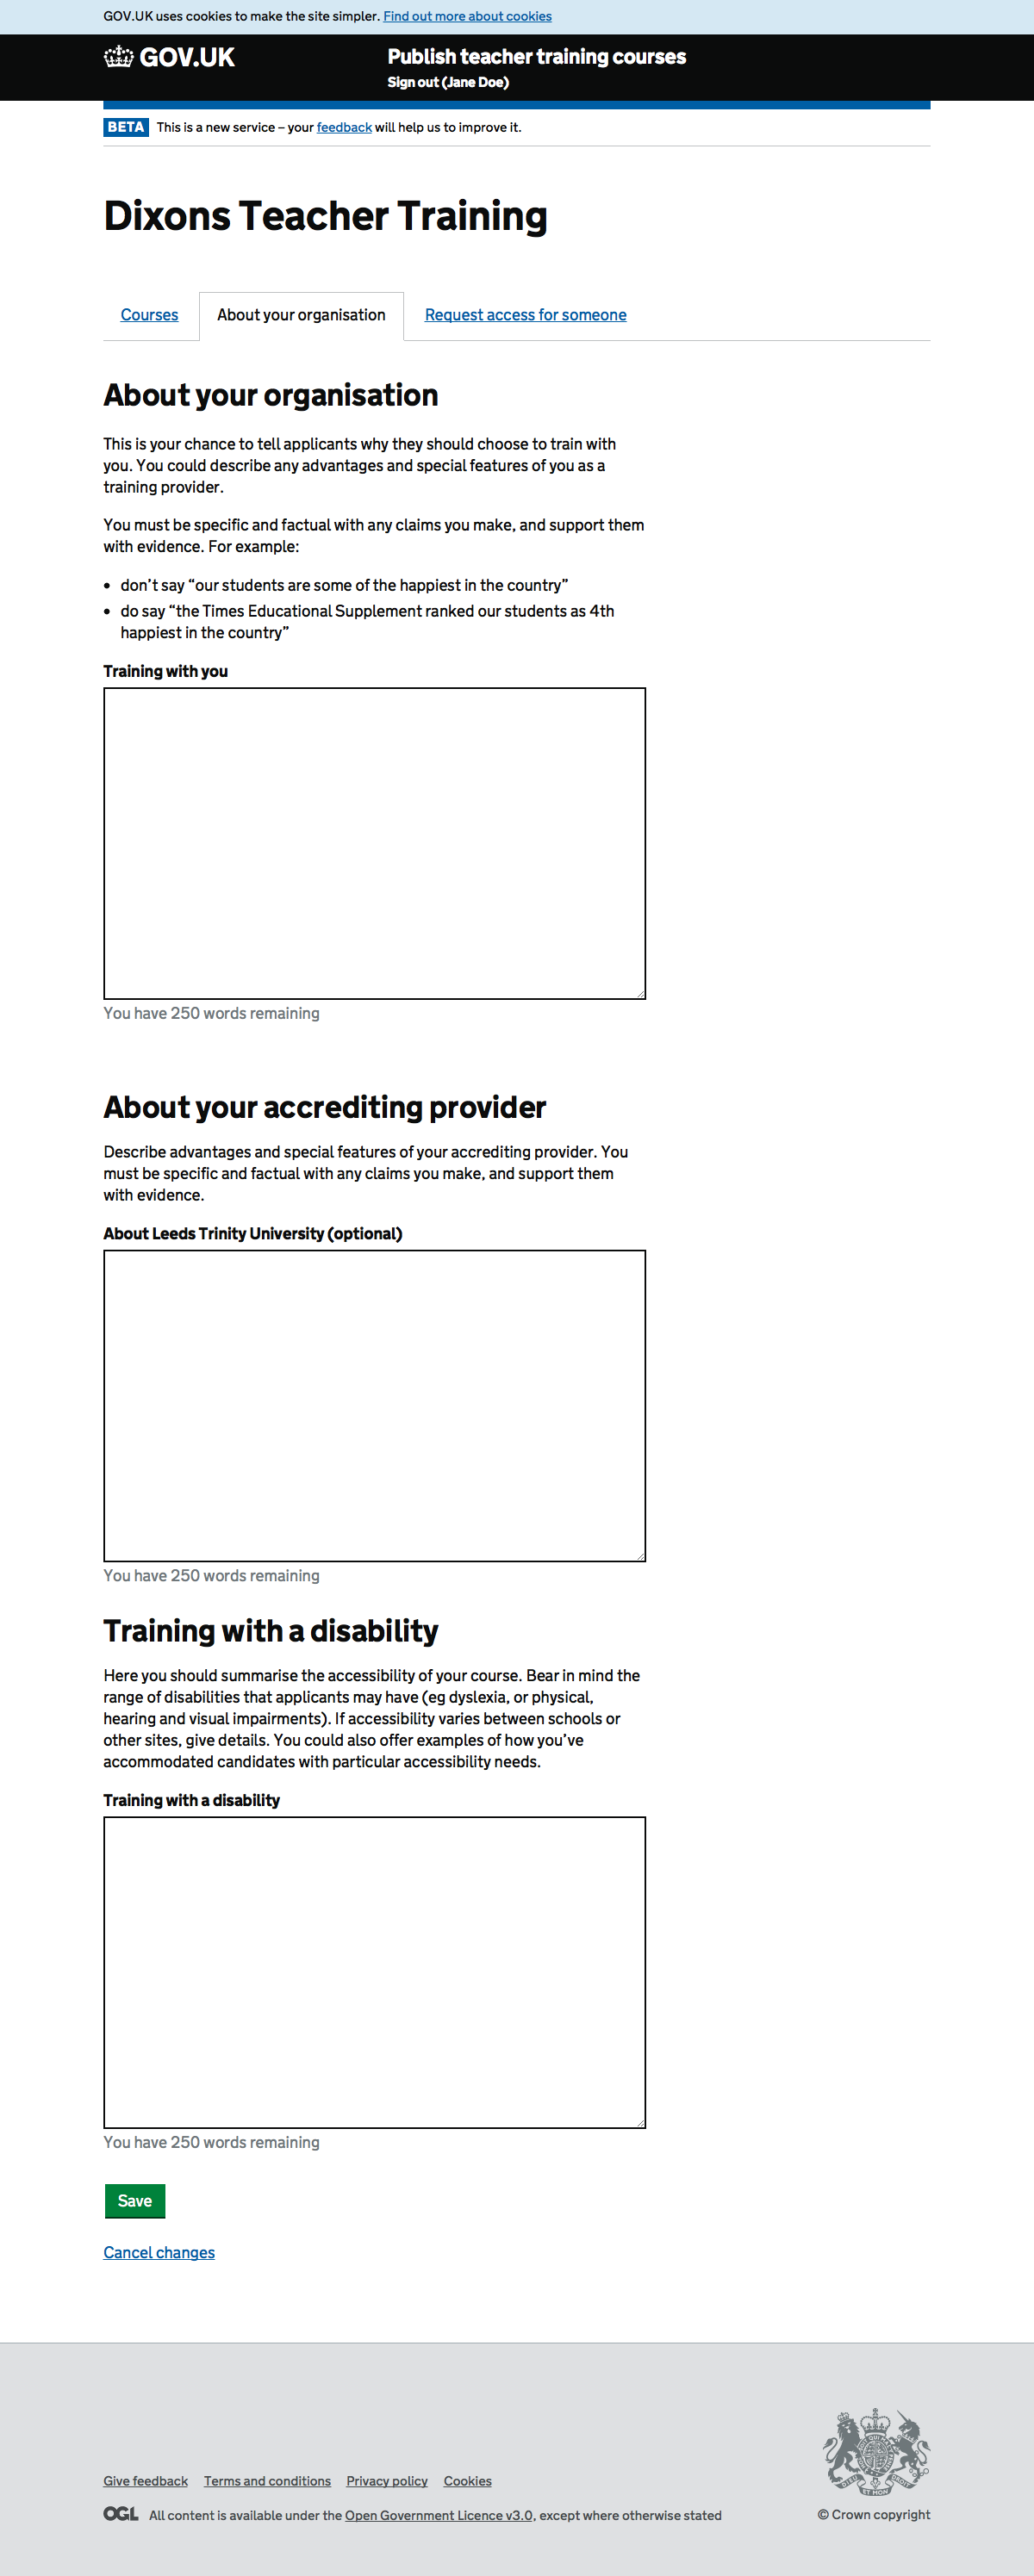 GOV.UK uses cookies to make the site simpler. Find out more about cookies
GOV.UK
Publish teacher training courses
Sign out (Jane Doe)
BETA This is a new service – your feedback will help us to improve it.
Dixons Teacher Training
Courses
About your organisation
Request access for someone
About your organisation
This is your chance to tell applicants why they should choose to train with
you. You could describe any advantages and special features of you as a
training provider.
You must be specific and factual with any claims you make, and support them
with evidence. For example:
• don’t say “our students are some of the happiest in the country”
• do say “the Times Educational Supplement ranked our students as 4th
happiest in the country”
Training with you
You have 250 words remaining
About your accrediting provider
Describe advantages and special features of your accrediting provider. You
must be specific and factual with any claims you make, and support them
with evidence.
About Leeds Trinity University (optional)
You have 250 words remaining
Training with a disability
Here you should summarise the accessibility of your course. Bear in mind the
range of disabilities that applicants may have (eg dyslexia, or physical,
hearing and visual impairments). If accessibility varies between schools or
other sites, give details. You could also offer examples of how you’ve
accommodated candidates with particular accessibility needs.
Training with a disability
You have 250 words remaining
Save
Cancel changes
Give feedback
Terms and conditions
Privacy policy
Cookies
OGL All content is available under the Open Government Licence v3.0, except where otherwise stated
DIEU ET MON DROIT
© Crown copyright